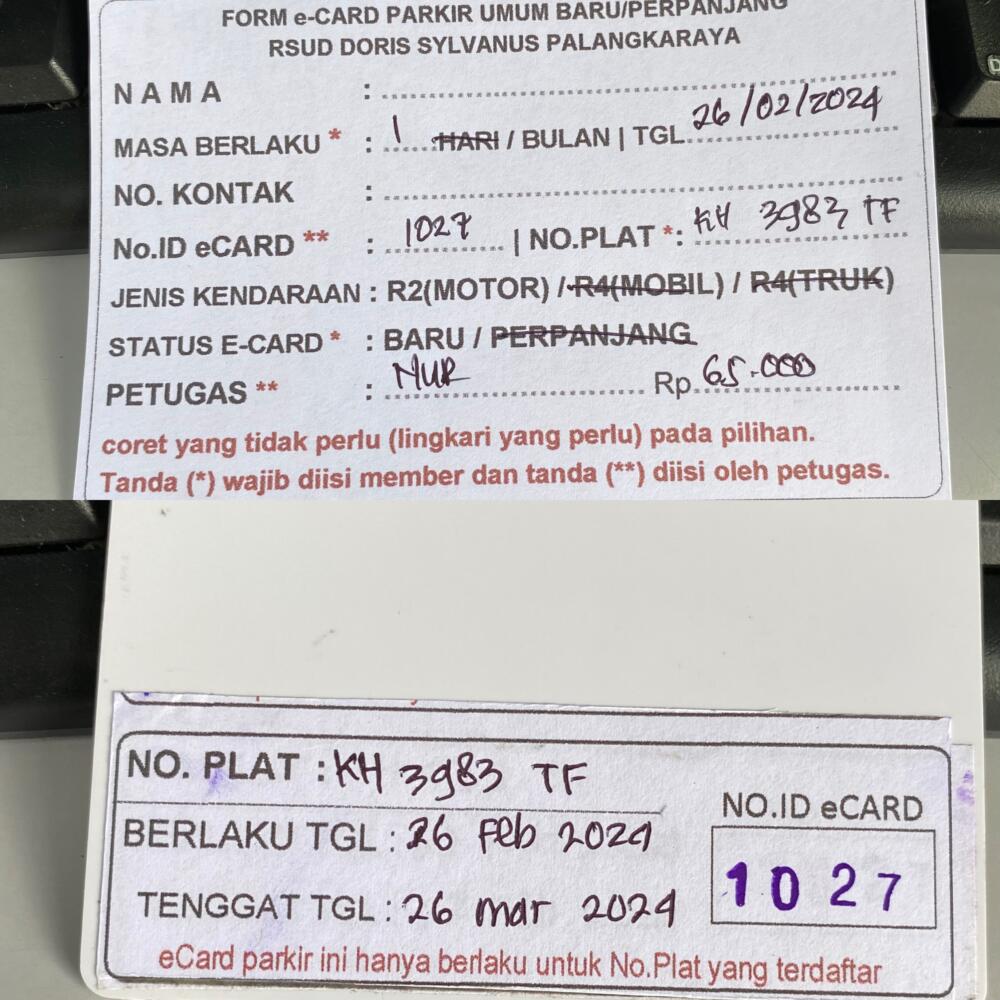 FORM e-CARD PARKIR UMUM BARU/PERPANJANG
RSUD DORIS SYLVANUS PALANGKARAYA
NAMA :
MASA BERLAKU * : 1 HARI / BULAN | TGL. 26/02/2024
NO. KONTAK :
No.ID eCARD ** : 1027 | NO.PLAT *: KH 3983 TF
JENIS KENDARAAN : R2(MOTOR) / R4(MOBIL) / R4(TRUK)
STATUS E-CARD * : BARU / PERPANJANG
PETUGAS ** : NUR Rp. 65.000
coret yang tidak perlu (lingkari yang perlu) pada pilihan.
Tanda (*) wajib diisi member dan tanda (**) diisi oleh petugas.
NO. PLAT : KH 3983 TF
BERLAKU TGL : 26 Feb 2024
TENGGAT TGL : 26 mar 2024
NO.ID eCARD
1027
eCard parkir ini hanya berlaku untuk No.Plat yang terdaftar